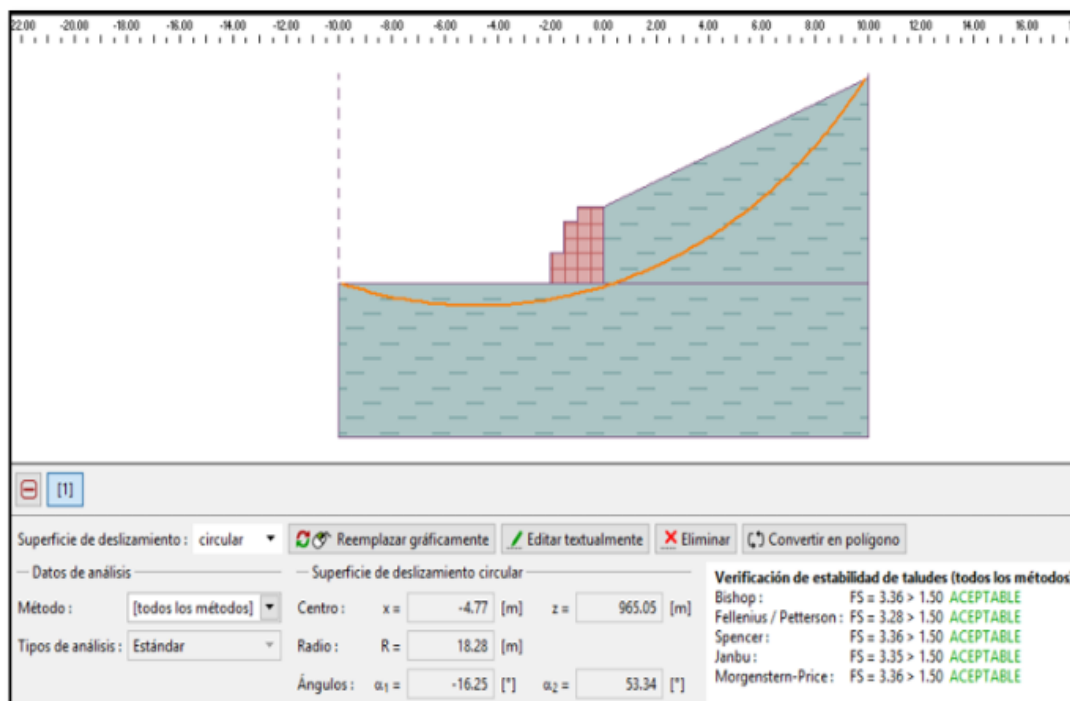 22.00 -20.00 -18.00 -16.00 -14.00 -12.00 -10.00 -8.00 -6.00 -4.00 -2.00 0.00 2.00 4.00 6.00 8.00 10.00 12.00 14.00 16.00 18.00
[1]
Superficie de deslizamiento : circular Reemplazar gráficamente Editar textualmente Eliminar Convertir en polígono
Datos de análisis
Método : [todos los métodos]
Tipos de análisis : Estándar
Superficie de deslizamiento circular
Centro : x = -4.77 [m] z = 965.05 [m]
Radio : R = 18.28 [m]
Ángulos : α1 = -16.25 [°] α2 = 53.34 [°]
Verificación de estabilidad de taludes (todos los métodos)
Bishop : FS = 3.36 > 1.50 ACEPTABLE
Fellenius / Petterson : FS = 3.28 > 1.50 ACEPTABLE
Spencer : FS = 3.36 > 1.50 ACEPTABLE
Janbu : FS = 3.35 > 1.50 ACEPTABLE
Morgenstern-Price : FS = 3.36 > 1.50 ACEPTABLE